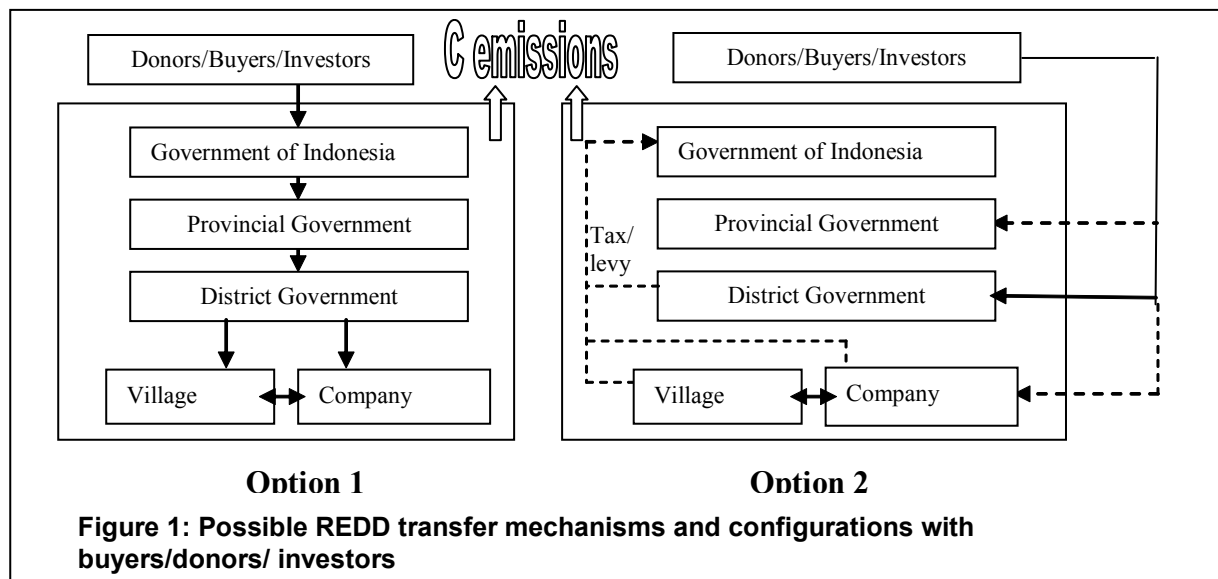 Donors/Buyers/Investors
C emissions
Donors/Buyers/Investors
Government of Indonesia
Provincial Government
District Government
Village
Company
Government of Indonesia
Provincial Government
Tax/
levy
District Government
Village
Company
Option 1
Option 2
Figure 1: Possible REDD transfer mechanisms and configurations with
buyers/donors/ investors